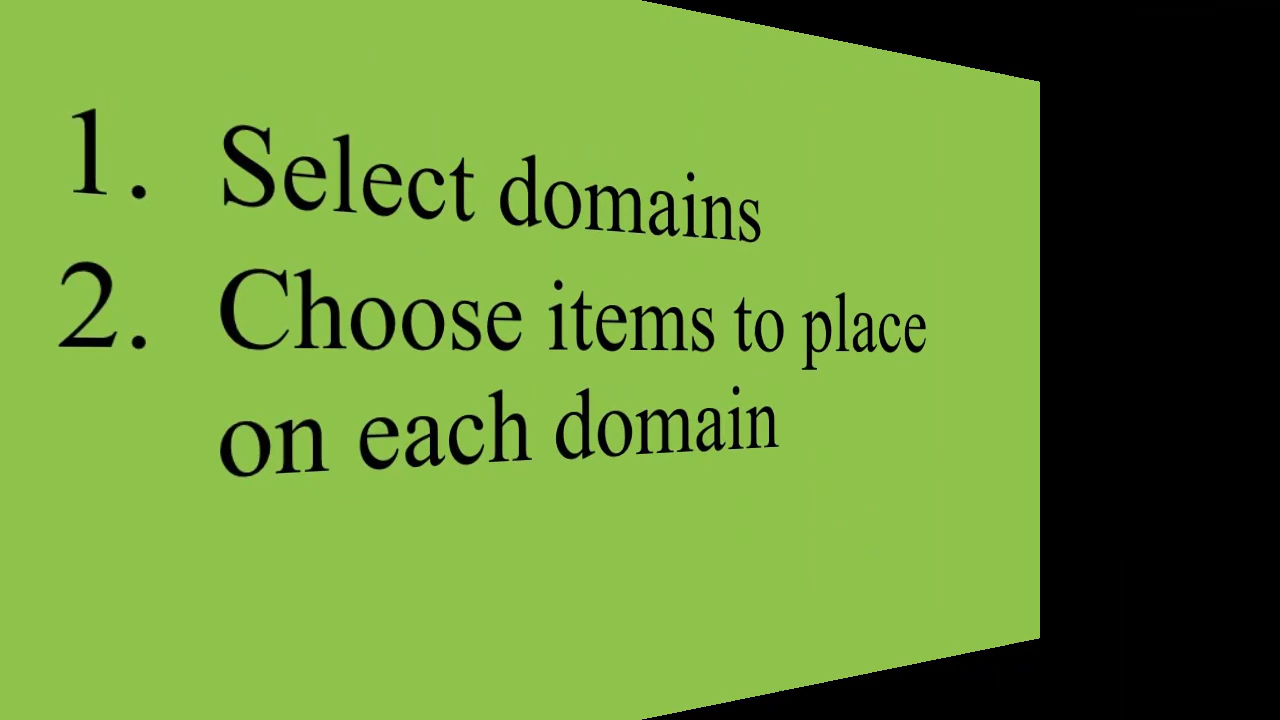 1. Select domains
2. Choose items to place
on each domain